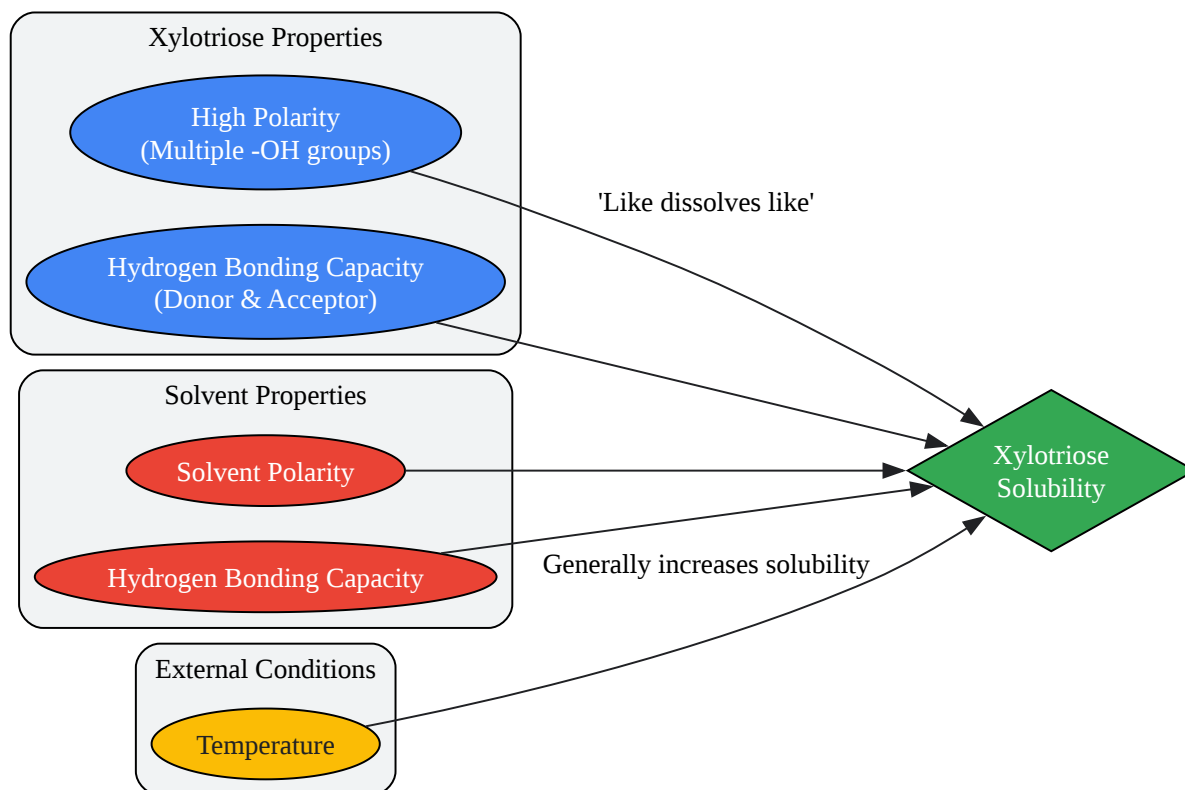 Xylotriose Properties
High Polarity
(Multiple -OH groups)
'Like dissolves like'
Hydrogen Bonding Capacity
(Donor & Acceptor)
Solvent Properties
Solvent Polarity
Xylotriose
Solubility
Hydrogen Bonding Capacity
Generally increases solubility
External Conditions
Temperature